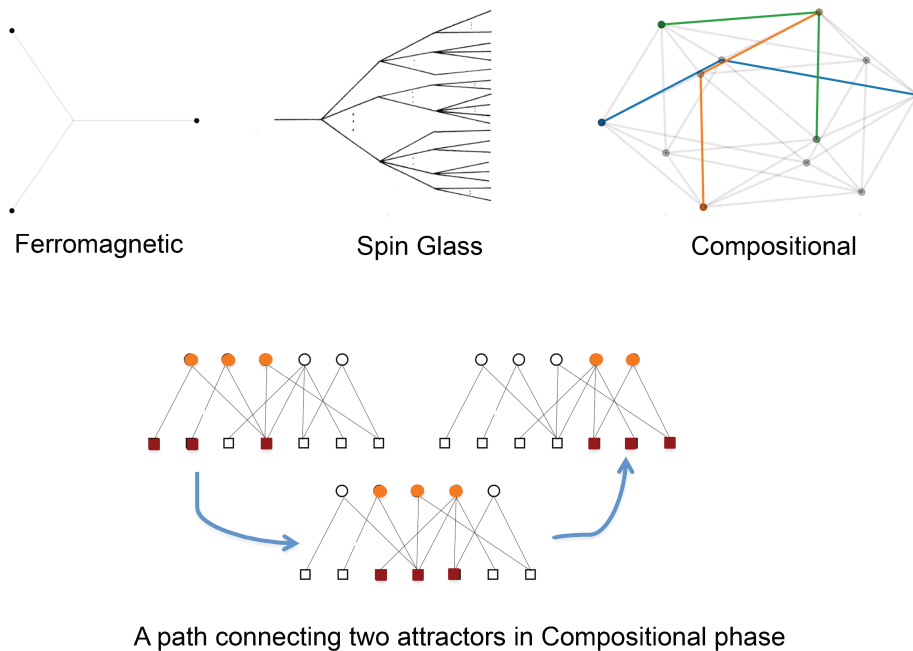 Ferromagnetic
Spin Glass
Compositional
A path connecting two attractors in Compositional phase